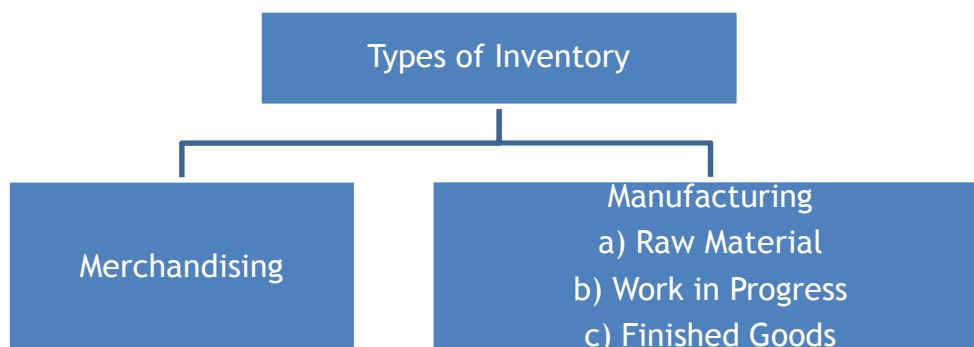 Types of Inventory
Merchandising
Manufacturing
a) Raw Material
b) Work in Progress
c) Finished Goods